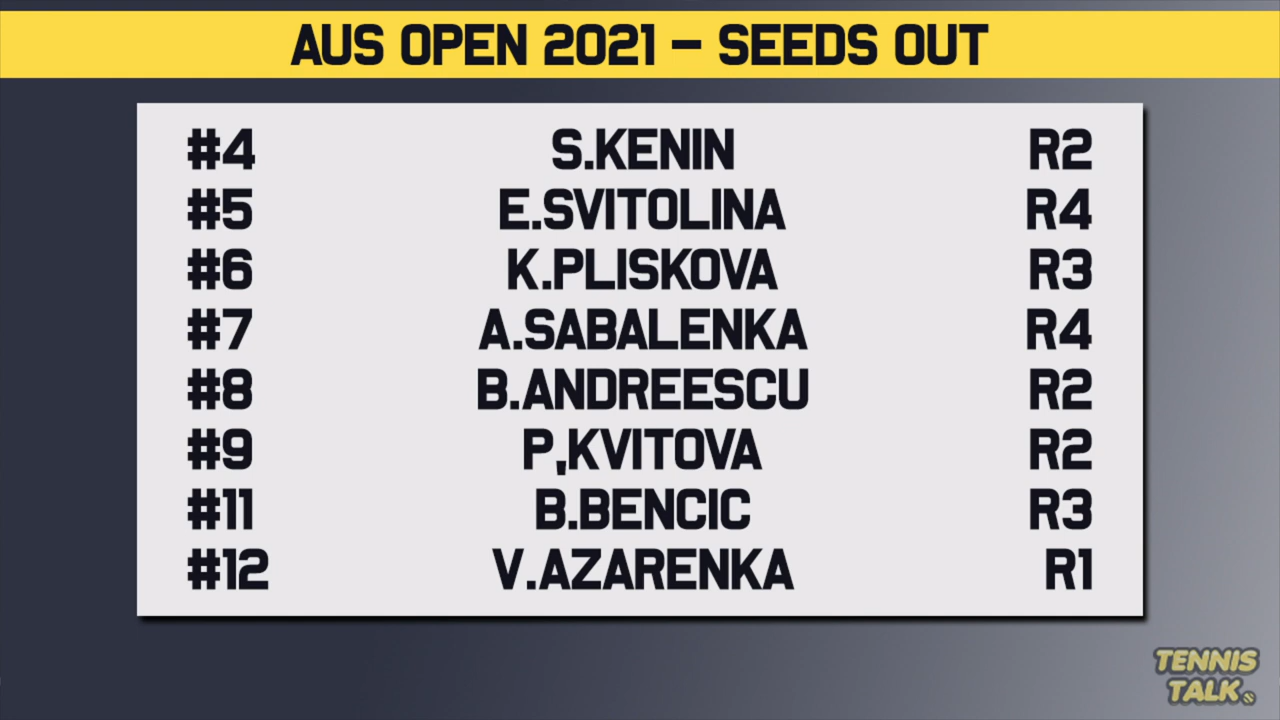 AUS OPEN 2021 – SEEDS OUT
#4 S.KENIN R2
#5 E.SVITOLINA R4
#6 K.PLISKOVA R3
#7 A.SABALENKA R4
#8 B.ANDREESCU R2
#9 P,KVITOVA R2
#11 B.BENCIC R3
#12 V.AZARENKA R1
TENNIS
TALK